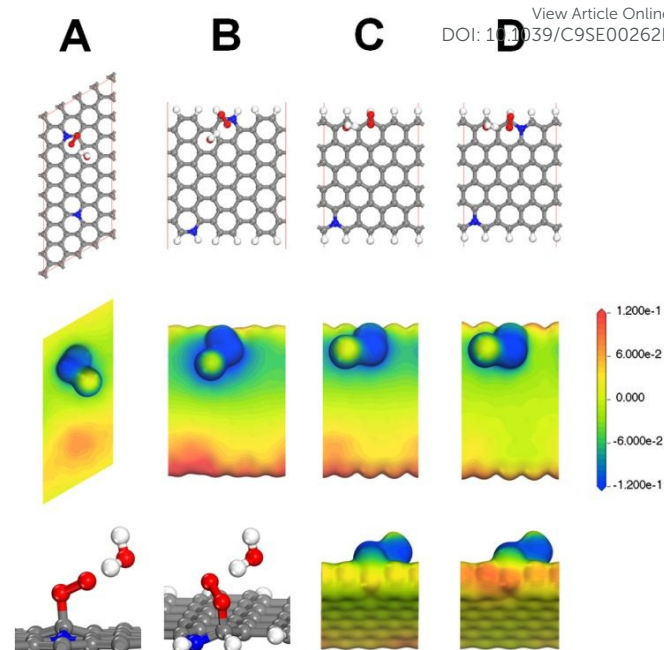 View Article Online
DOI: 10.1039/C9SE00262
A B C D
1.200e-1
6.000e-2
0.000
-6.000e-2
-1.200e-1